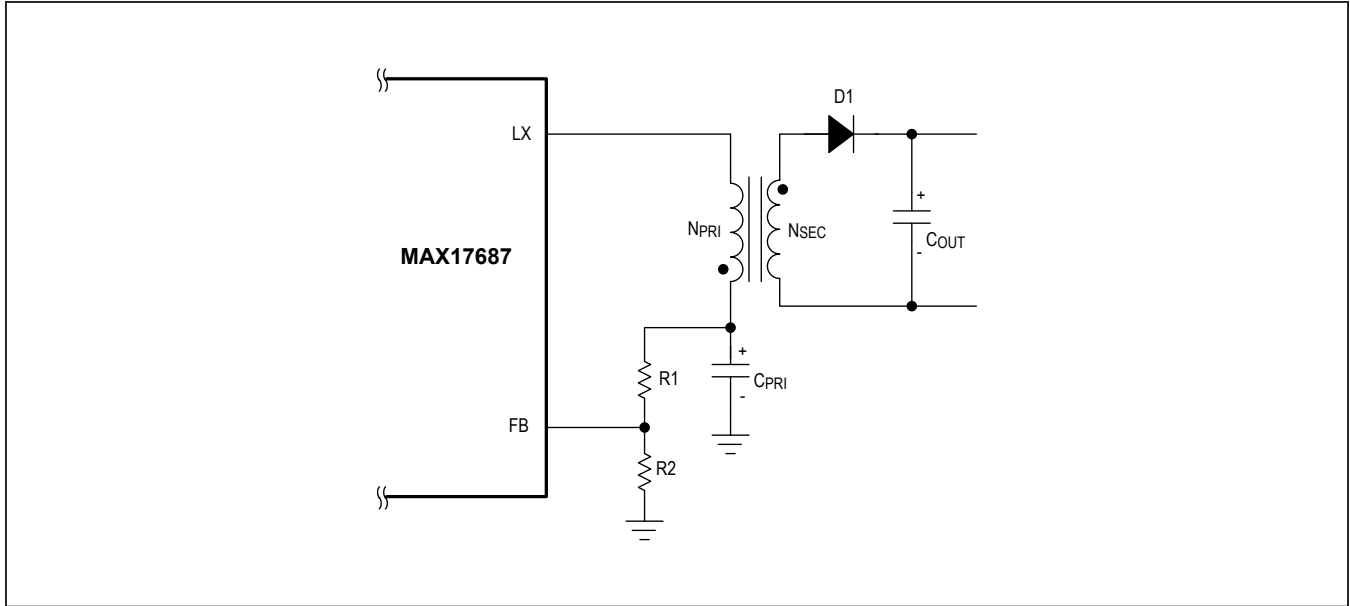 D1
LX
+
NPRI
NSEC
COUT
-
MAX17687
+
R1
CPRI
-
FB
R2